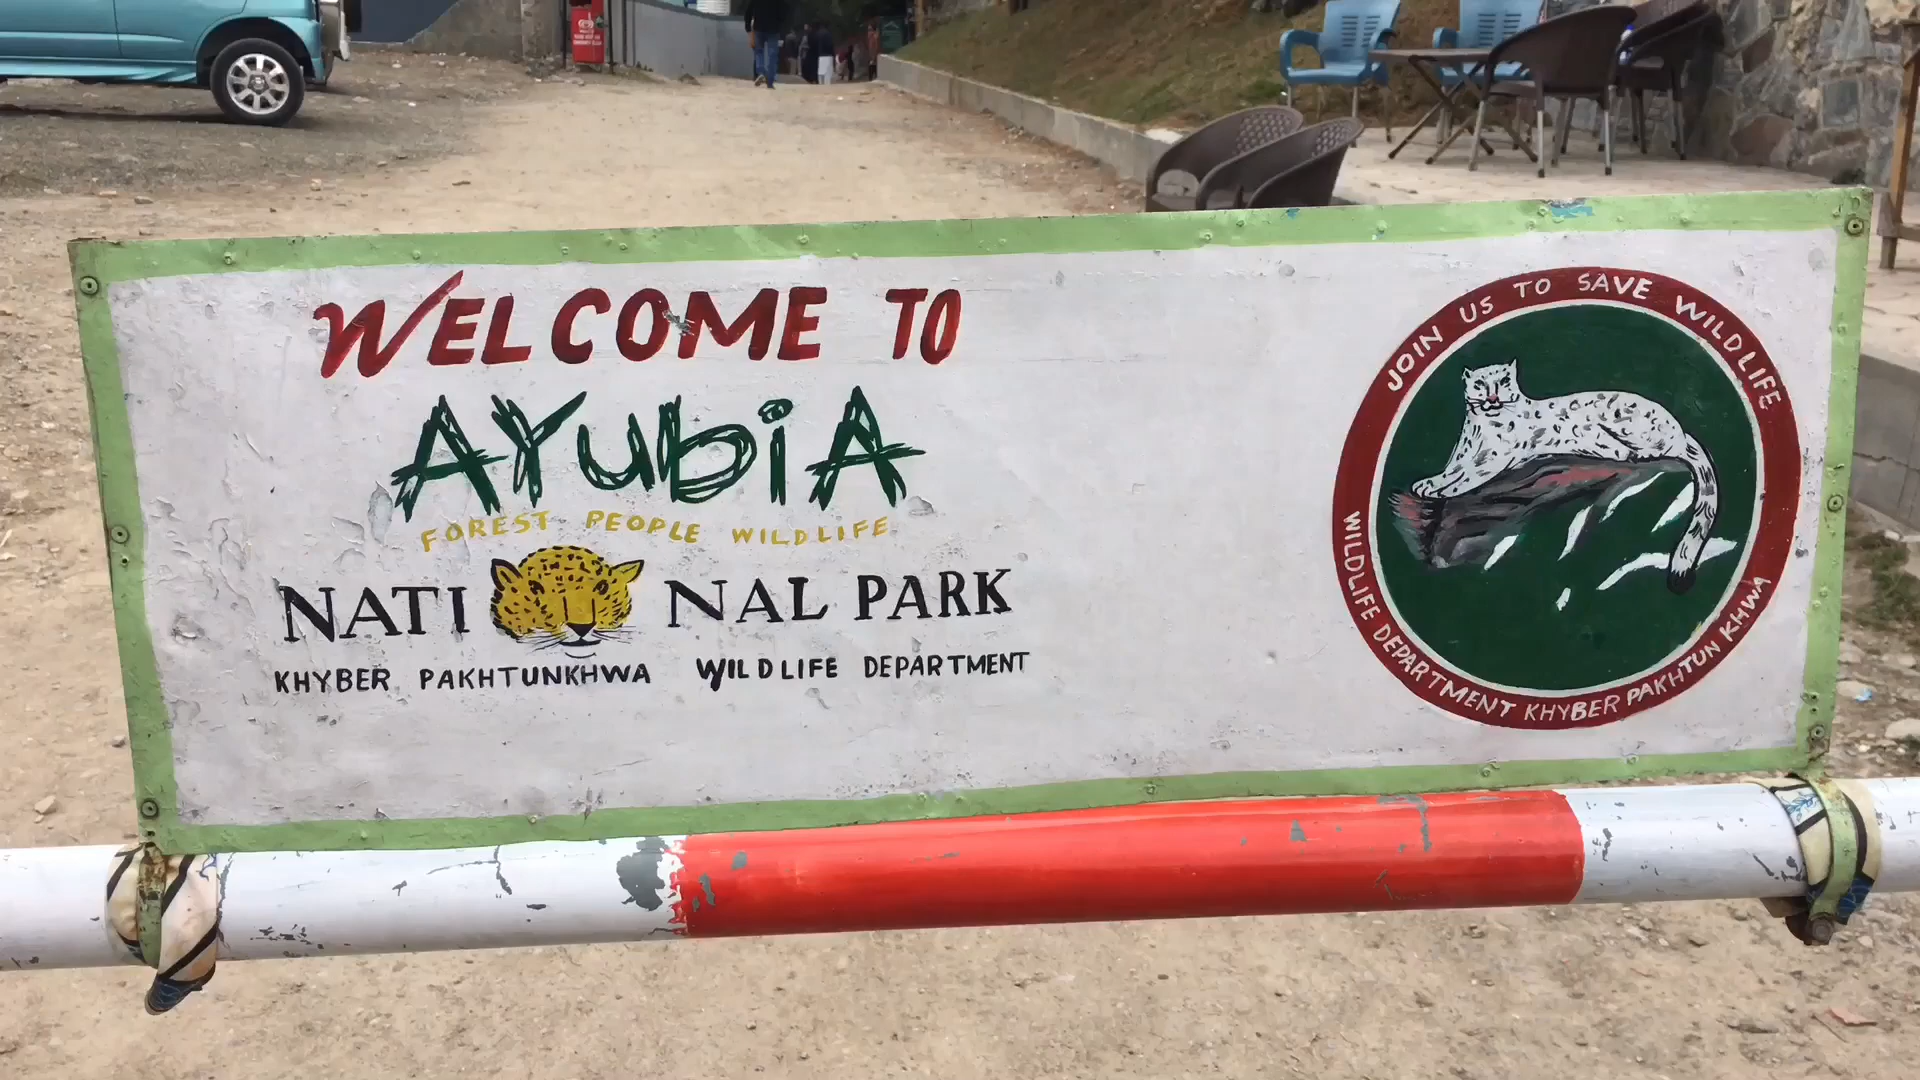 WELCOME TO
AYUBIA
FOREST PEOPLE WILDLIFE
NATI NAL PARK
KHYBER PAKHTUNKHWA WILDLIFE DEPARTMENT
JOIN US TO SAVE WILDLIFE
WILDLIFE DEPARTMENT KHYBER PAKHTUN KHWA